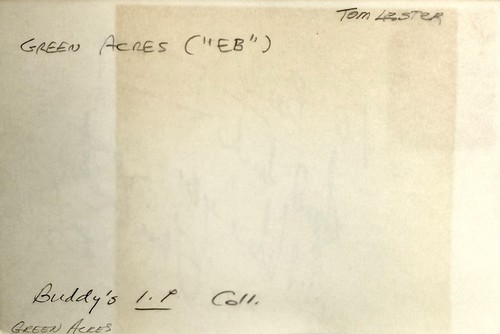 TOM LESTER
GREEN ACRES ("EB")
Buddy's I.P Coll.
GREEN ACRES